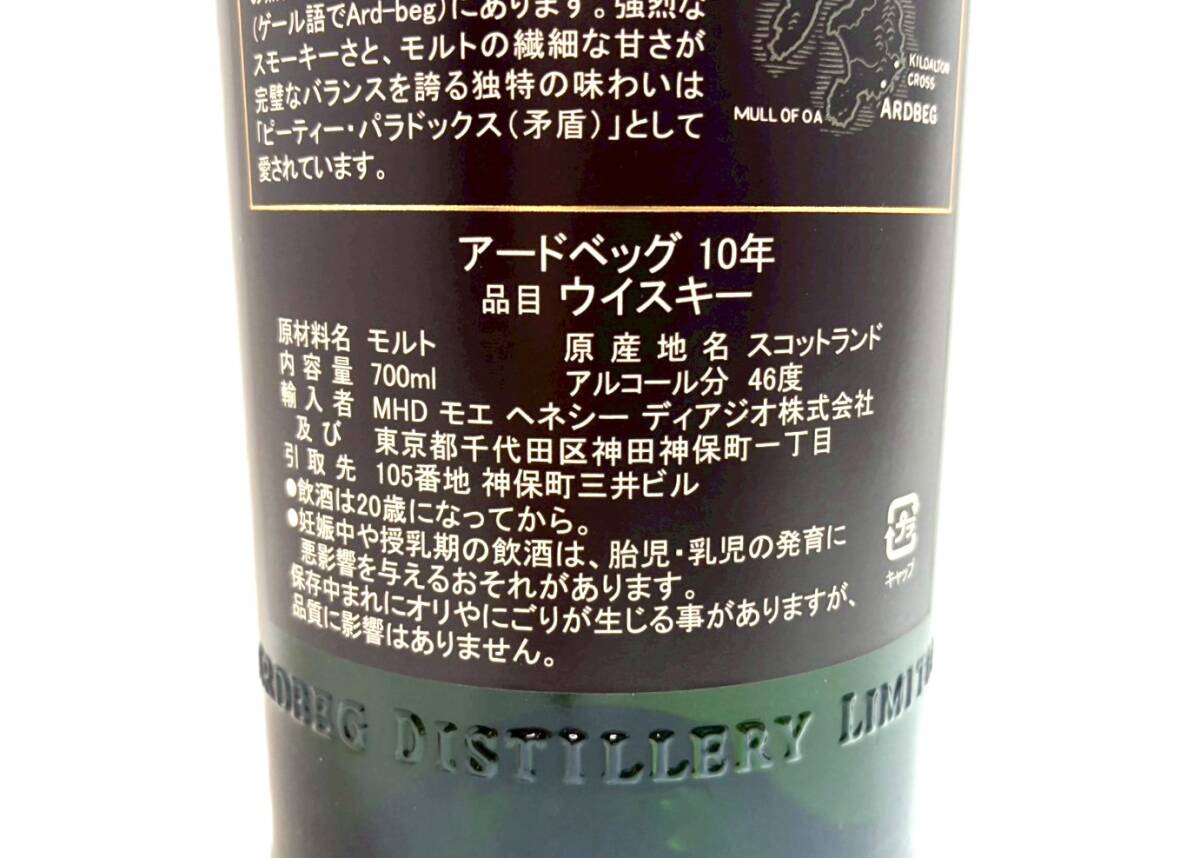 (ゲール語でArd-beg)にあります。強烈な
スモーキーさと、モルトの繊細な甘さが
完璧なバランスを誇る独特の味わいは
「ピーティー・パラドックス(矛盾)」として
愛されています。
KILDALTON
CROSS
ARDBEG
MULL OF OA
アードベッグ 10年
品目 ウイスキー
原材料名 モルト 原産地名 スコットランド
内容量 700ml アルコール分 46度
輸入者 MHD モエ ヘネシー ディアジオ株式会社
及び 東京都千代田区神田神保町一丁目
引取先 105番地 神保町三井ビル
●飲酒は20歳になってから。
●妊娠中や授乳期の飲酒は、胎児・乳児の発育に
悪影響を与えるおそれがあります。
保存中まれにオリやにごりが生じる事がありますが、
品質に影響はありません。
プラ
キャップ
ARDBEG DISTILLERY LIMITE